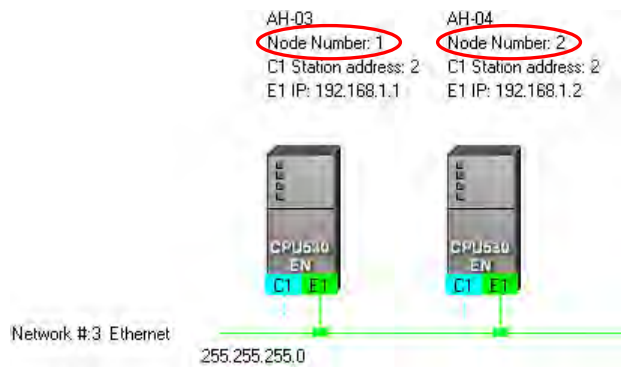 AH-03
Node Number: 1
C1 Station address: 2
E1 IP: 192.168.1.1
AH-04
Node Number: 2
C1 Station address: 2
E1 IP: 192.168.1.2
CPU530
EN
C1 E1
CPU530
EN
C1 E1
Network #:3 Ethernet
255.255.255.0